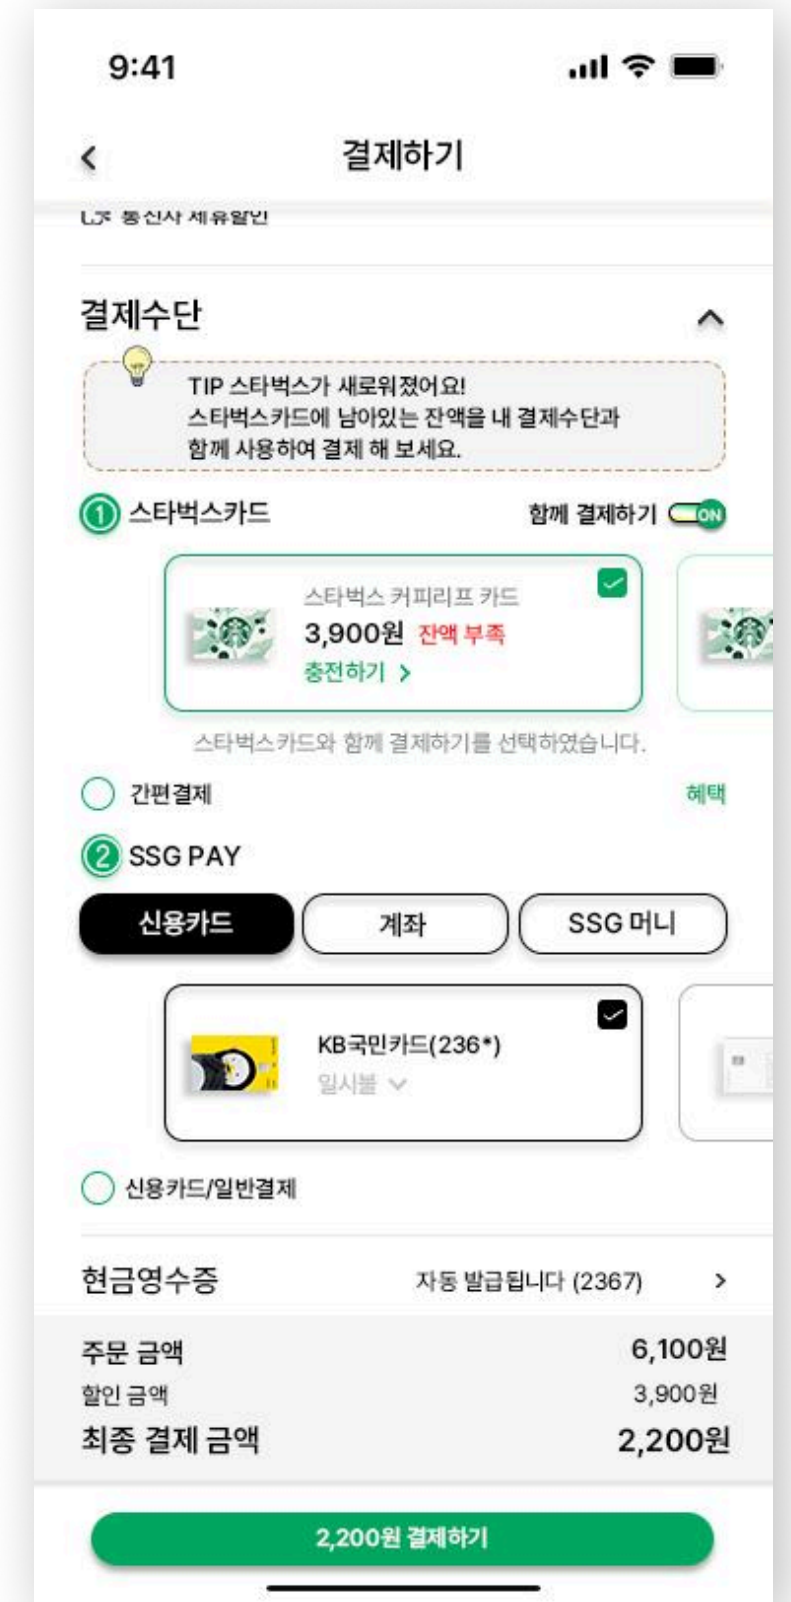 9:41
결제하기
통신사 제휴할인
결제수단
TIP 스타벅스가 새로워졌어요!
스타벅스카드에 남아있는 잔액을 내 결제수단과
함께 사용하여 결제 해 보세요.
① 스타벅스카드 함께 결제하기 ON
스타벅스 커피리프 카드
3,900원 잔액 부족
충전하기 >
스타벅스카드와 함께 결제하기를 선택하였습니다.
간편결제 혜택
② SSG PAY
신용카드 계좌 SSG 머니
KB국민카드(236*)
일시불
신용카드/일반결제
현금영수증 자동 발급됩니다 (2367) >
주문 금액 6,100원
할인 금액 3,900원
최종 결제 금액 2,200원
2,200원 결제하기